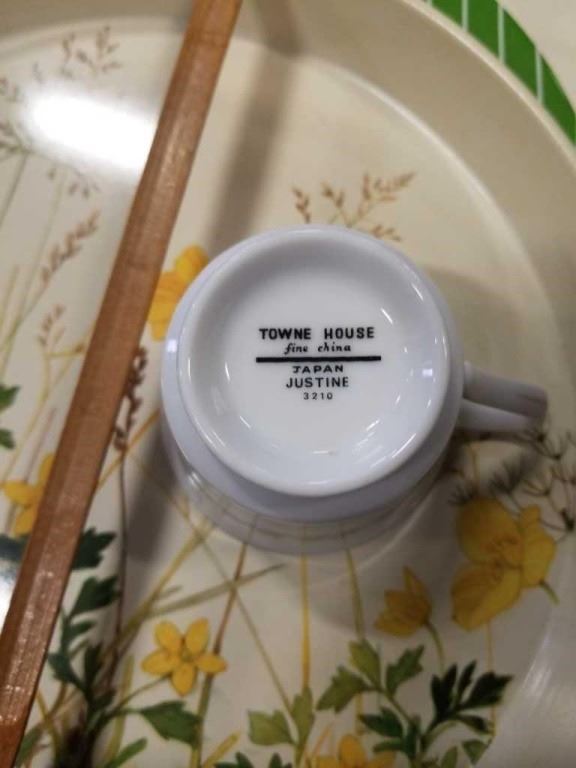 TOWNE HOUSE
fine china
JAPAN
JUSTINE
3210